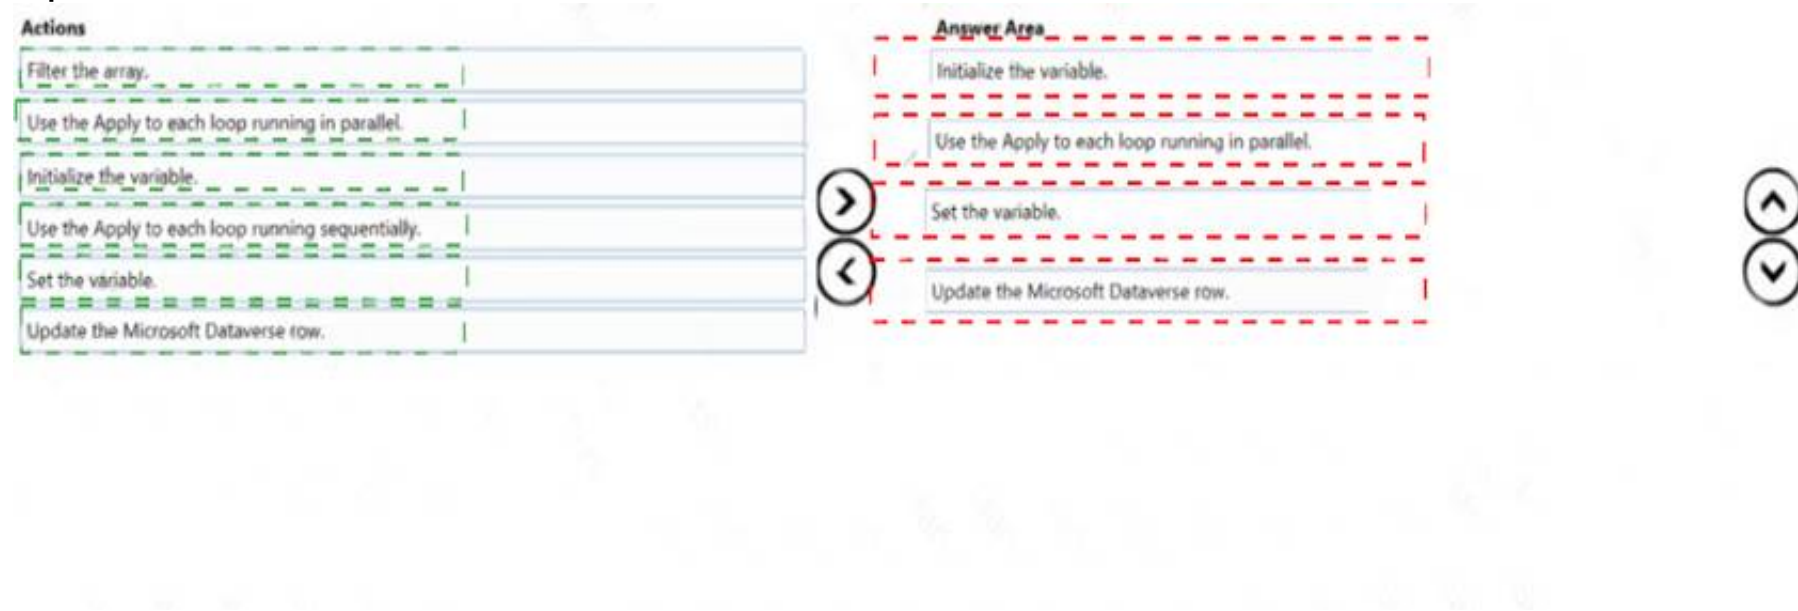 Actions
Filter the array.
Use the Apply to each loop running in parallel.
Initialize the variable.
Use the Apply to each loop running sequentially.
Set the variable.
Update the Microsoft Dataverse row.
Answer Area
Initialize the variable.
Use the Apply to each loop running in parallel.
Set the variable.
Update the Microsoft Dataverse row.